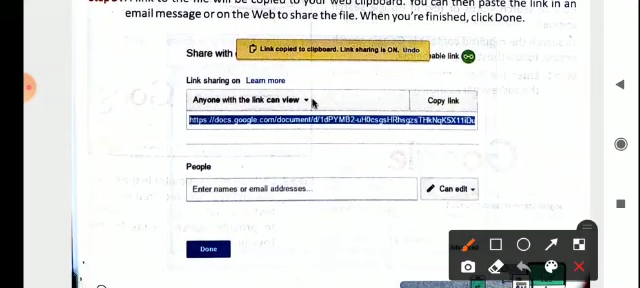 A link to the file will be copied to your web clipboard. You can then paste the link in an
email message or on the Web to share the file. When you're finished, click Done.
Share with
Link copied to clipboard. Link sharing is ON. Undo
able link
Link sharing on Learn more
Anyone with the link can view
Copy link
https://docs.google.com/document/d/
People
Enter names or email addresses...
Can edit
Done